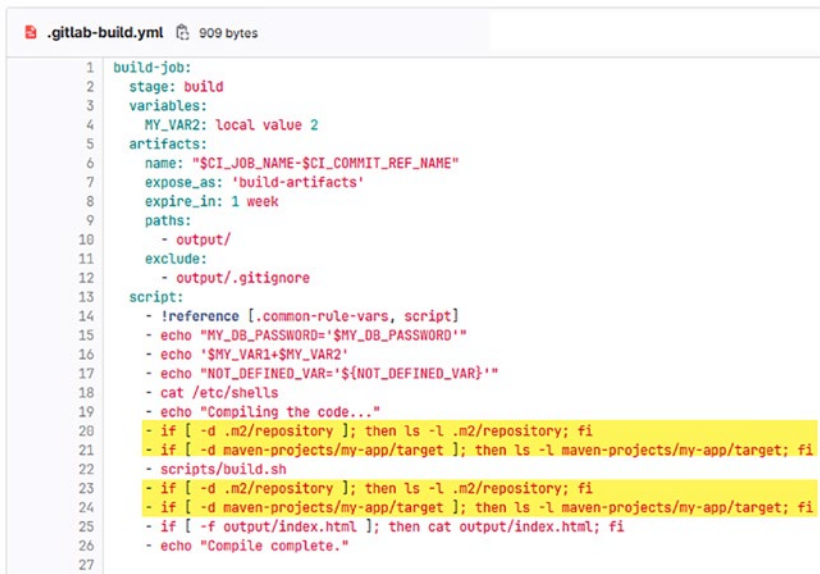 .gitlab-build.yml 909 bytes
1 build-job:
2   stage: build
3   variables:
4     MY_VAR2: local value 2
5   artifacts:
6     name: "$CI_JOB_NAME-$CI_COMMIT_REF_NAME"
7     expose_as: 'build-artifacts'
8     expire_in: 1 week
9     paths:
10       - output/
11     exclude:
12       - output/.gitignore
13   script:
14     - !reference [.common-rule-vars, script]
15     - echo "MY_DB_PASSWORD='$MY_DB_PASSWORD'"
16     - echo '$MY_VAR1+$MY_VAR2'
17     - echo "NOT_DEFINED_VAR='${NOT_DEFINED_VAR}'"
18     - cat /etc/shells
19     - echo "Compiling the code..."
20     - if [ -d .m2/repository ]; then ls -l .m2/repository; fi
21     - if [ -d maven-projects/my-app/target ]; then ls -l maven-projects/my-app/target; fi
22     - scripts/build.sh
23     - if [ -d .m2/repository ]; then ls -l .m2/repository; fi
24     - if [ -d maven-projects/my-app/target ]; then ls -l maven-projects/my-app/target; fi
25     - if [ -f output/index.html ]; then cat output/index.html; fi
26     - echo "Compile complete."
27